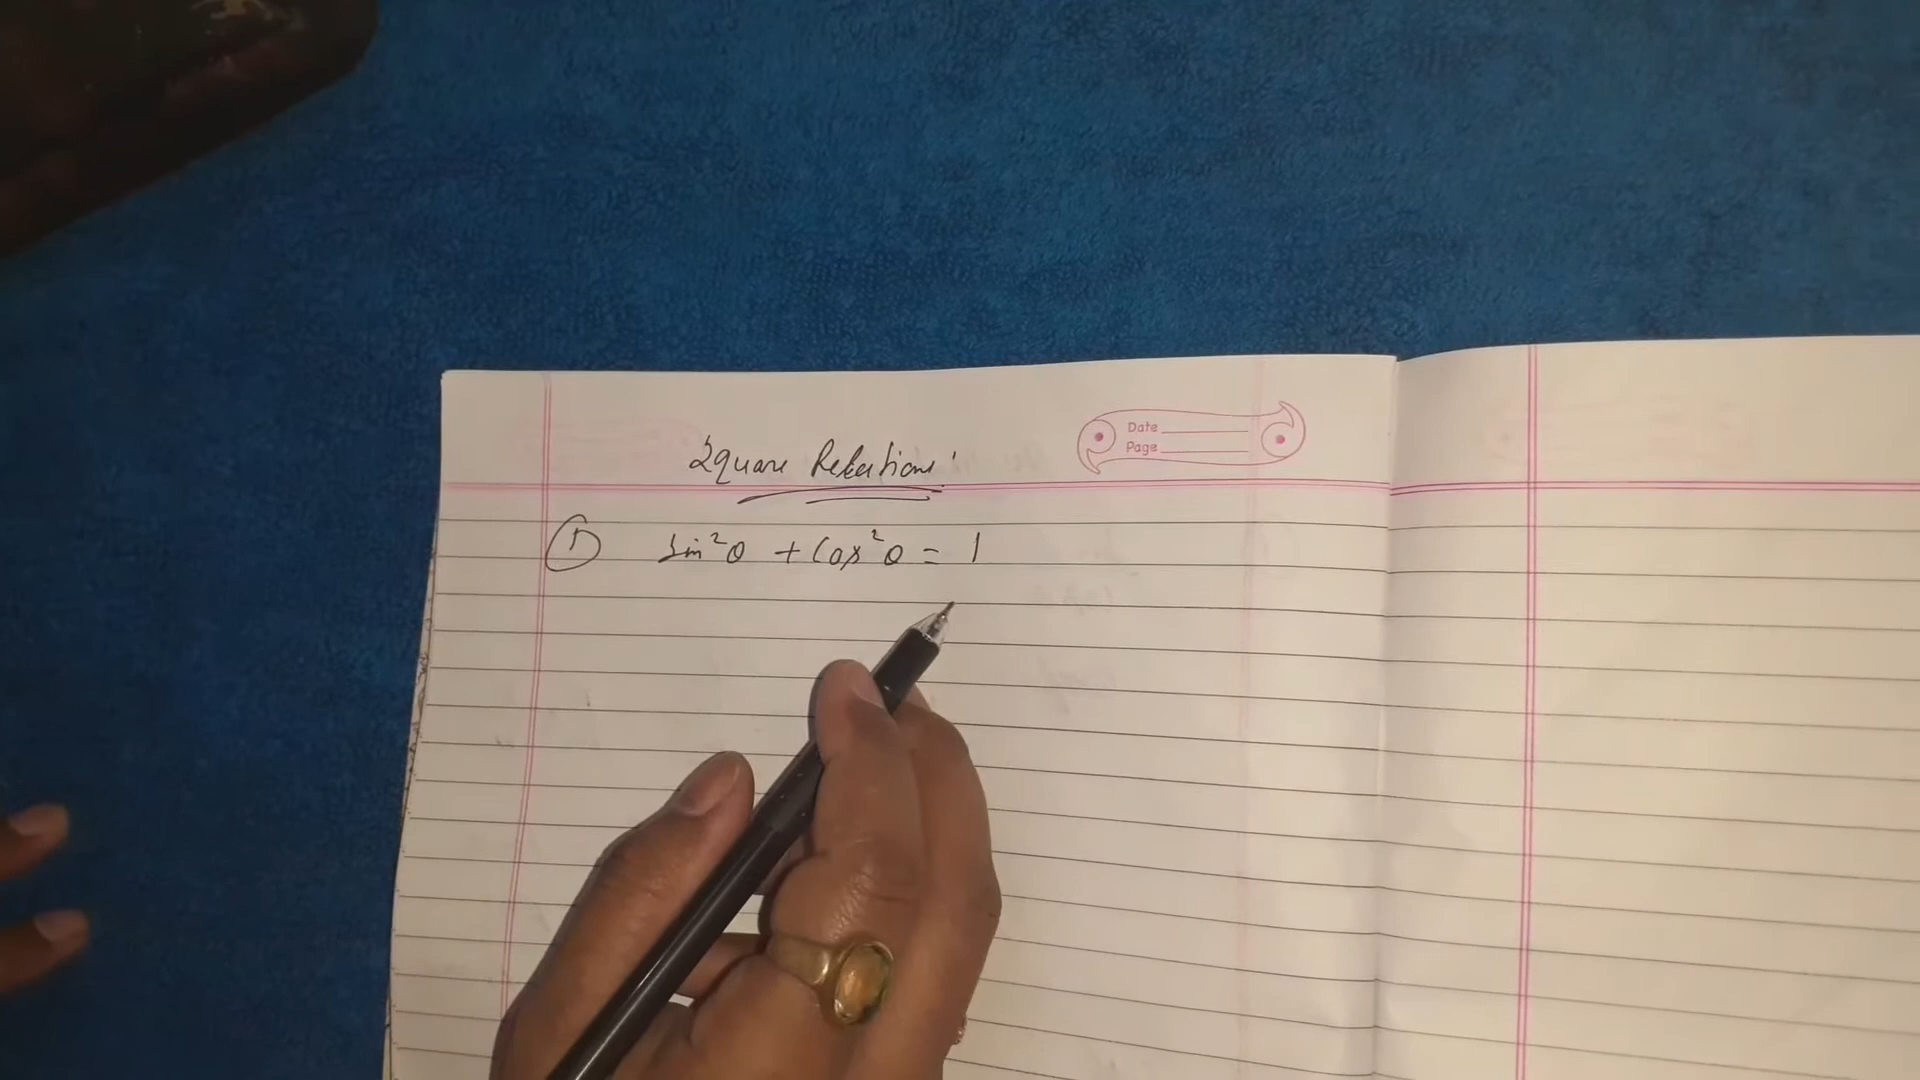 Square Relations:
Date
Page
① Sin²θ + Cos²θ = 1